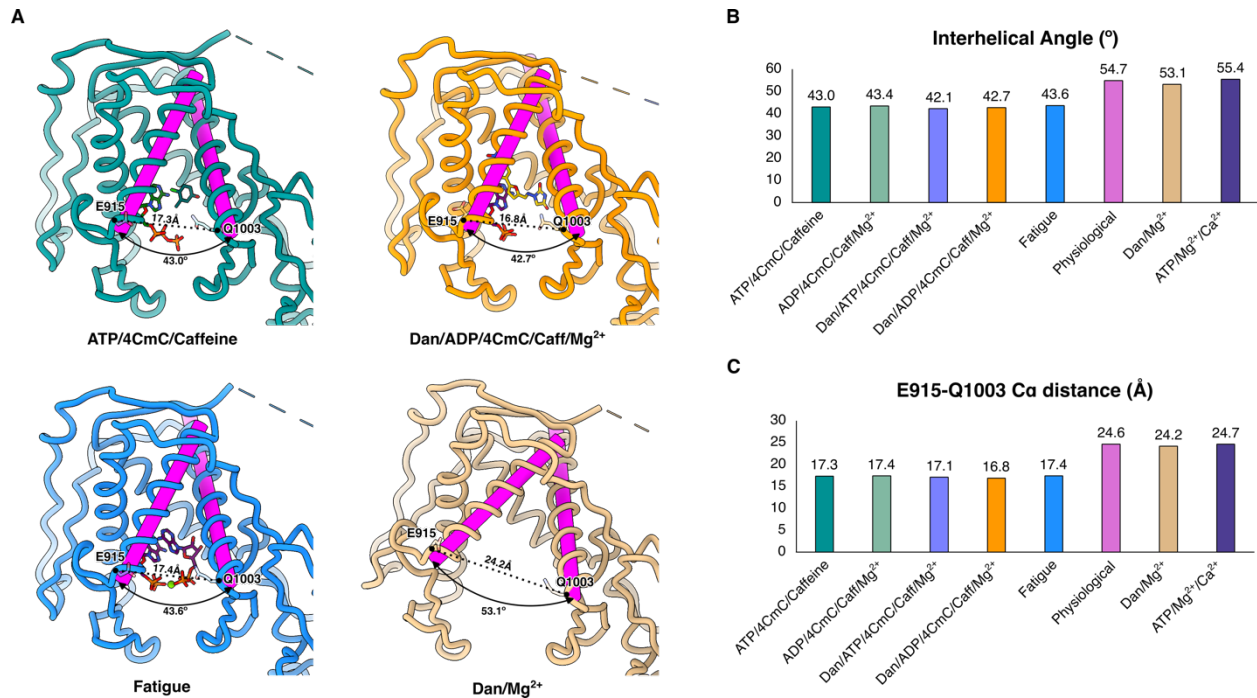 A
E915
17.3Å
Q1003
43.0°
ATP/4CmC/Caffeine
E915
16.8Å
Q1003
42.7°
Dan/ADP/4CmC/Caff/Mg²⁺
E915
17.4Å
Q1003
43.6°
Fatigue
E915
24.2Å
Q1003
53.1°
Dan/Mg²⁺
B
Interhelical Angle (°)
60
50
40
30
20
10
0
43.0
43.4
42.1
42.7
43.6
54.7
53.1
55.4
ATP/4CmC/Caffeine
ADP/4CmC/Caff/Mg²⁺
Dan/ATP/4CmC/Caff/Mg²⁺
Dan/ADP/4CmC/Caff/Mg²⁺
Fatigue
Physiological
Dan/Mg²⁺
ATP/Mg²⁺/Ca²⁺
C
E915-Q1003 Cα distance (Å)
30
25
20
15
10
5
0
17.3
17.4
17.1
16.8
17.4
24.6
24.2
24.7
ATP/4CmC/Caffeine
ADP/4CmC/Caff/Mg²⁺
Dan/ATP/4CmC/Caff/Mg²⁺
Dan/ADP/4CmC/Caff/Mg²⁺
Fatigue
Physiological
Dan/Mg²⁺
ATP/Mg²⁺/Ca²⁺